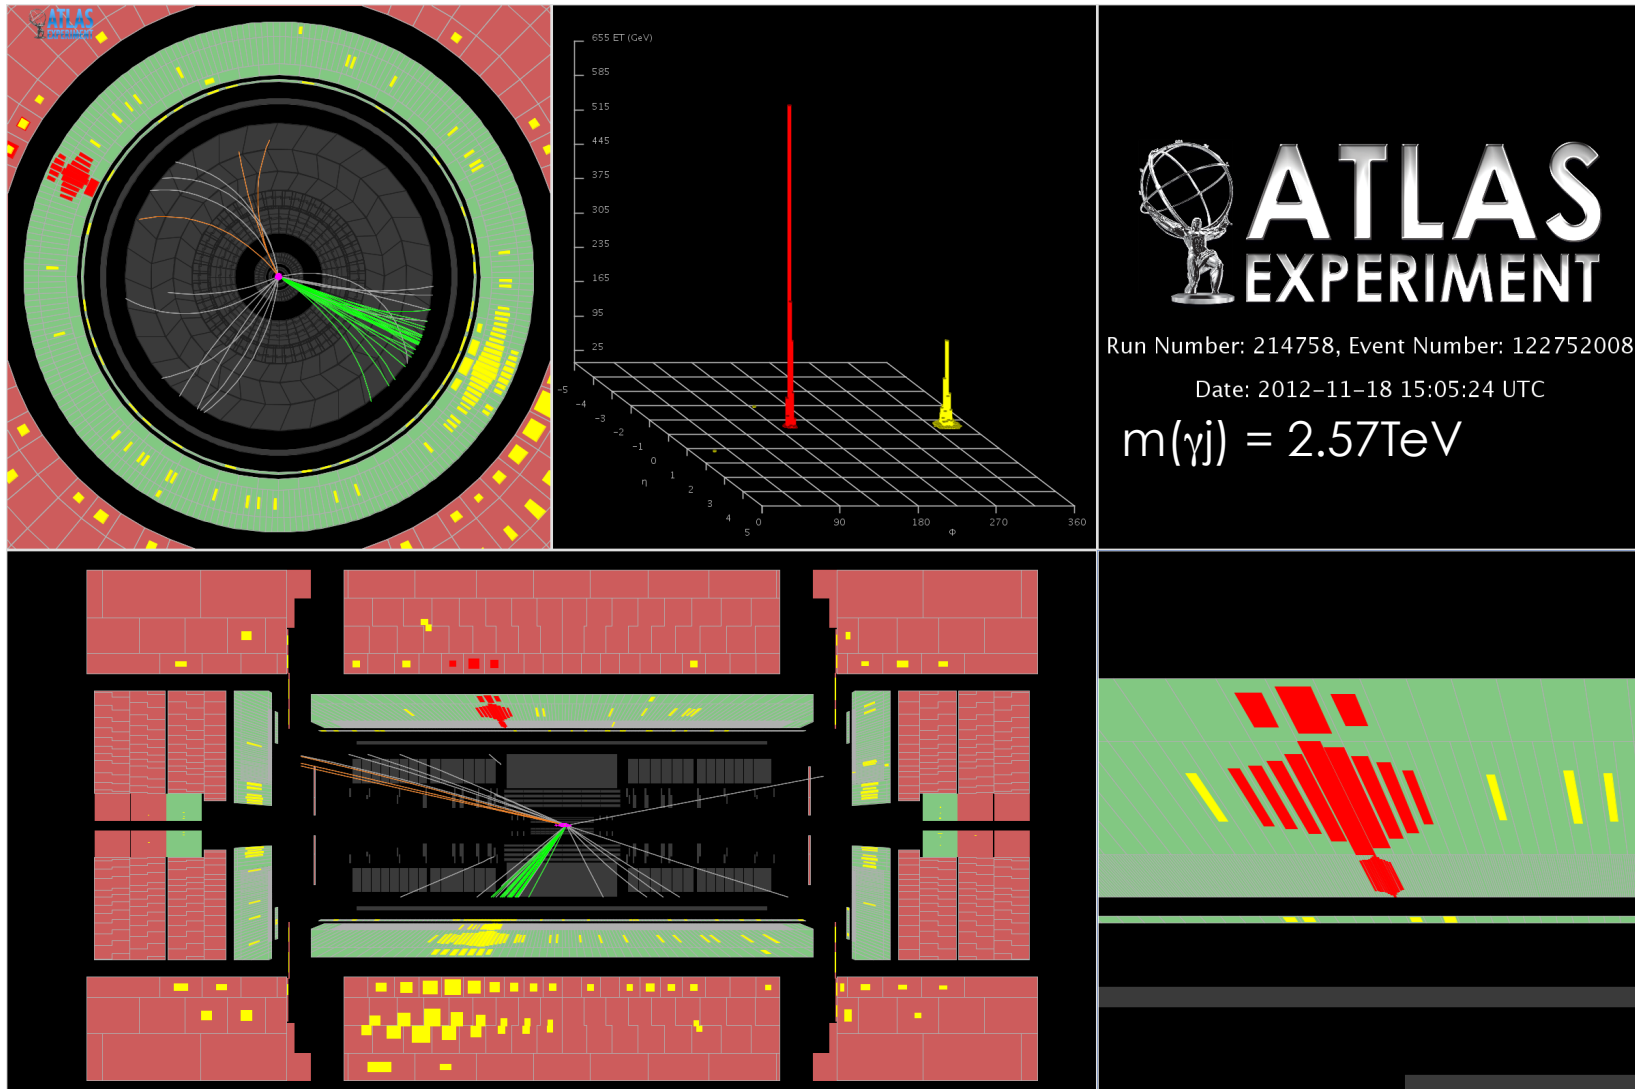 ATLAS
EXPERIMENT
655 ET (GeV)
585
515
445
375
305
235
165
95
25
-5
-4
-3
-2
-1
0
1
2
3
4
5
η
0
90
180
270
360
Φ
ATLAS
EXPERIMENT
Run Number: 214758, Event Number: 122752008
Date: 2012-11-18 15:05:24 UTC
m(γj) = 2.57TeV